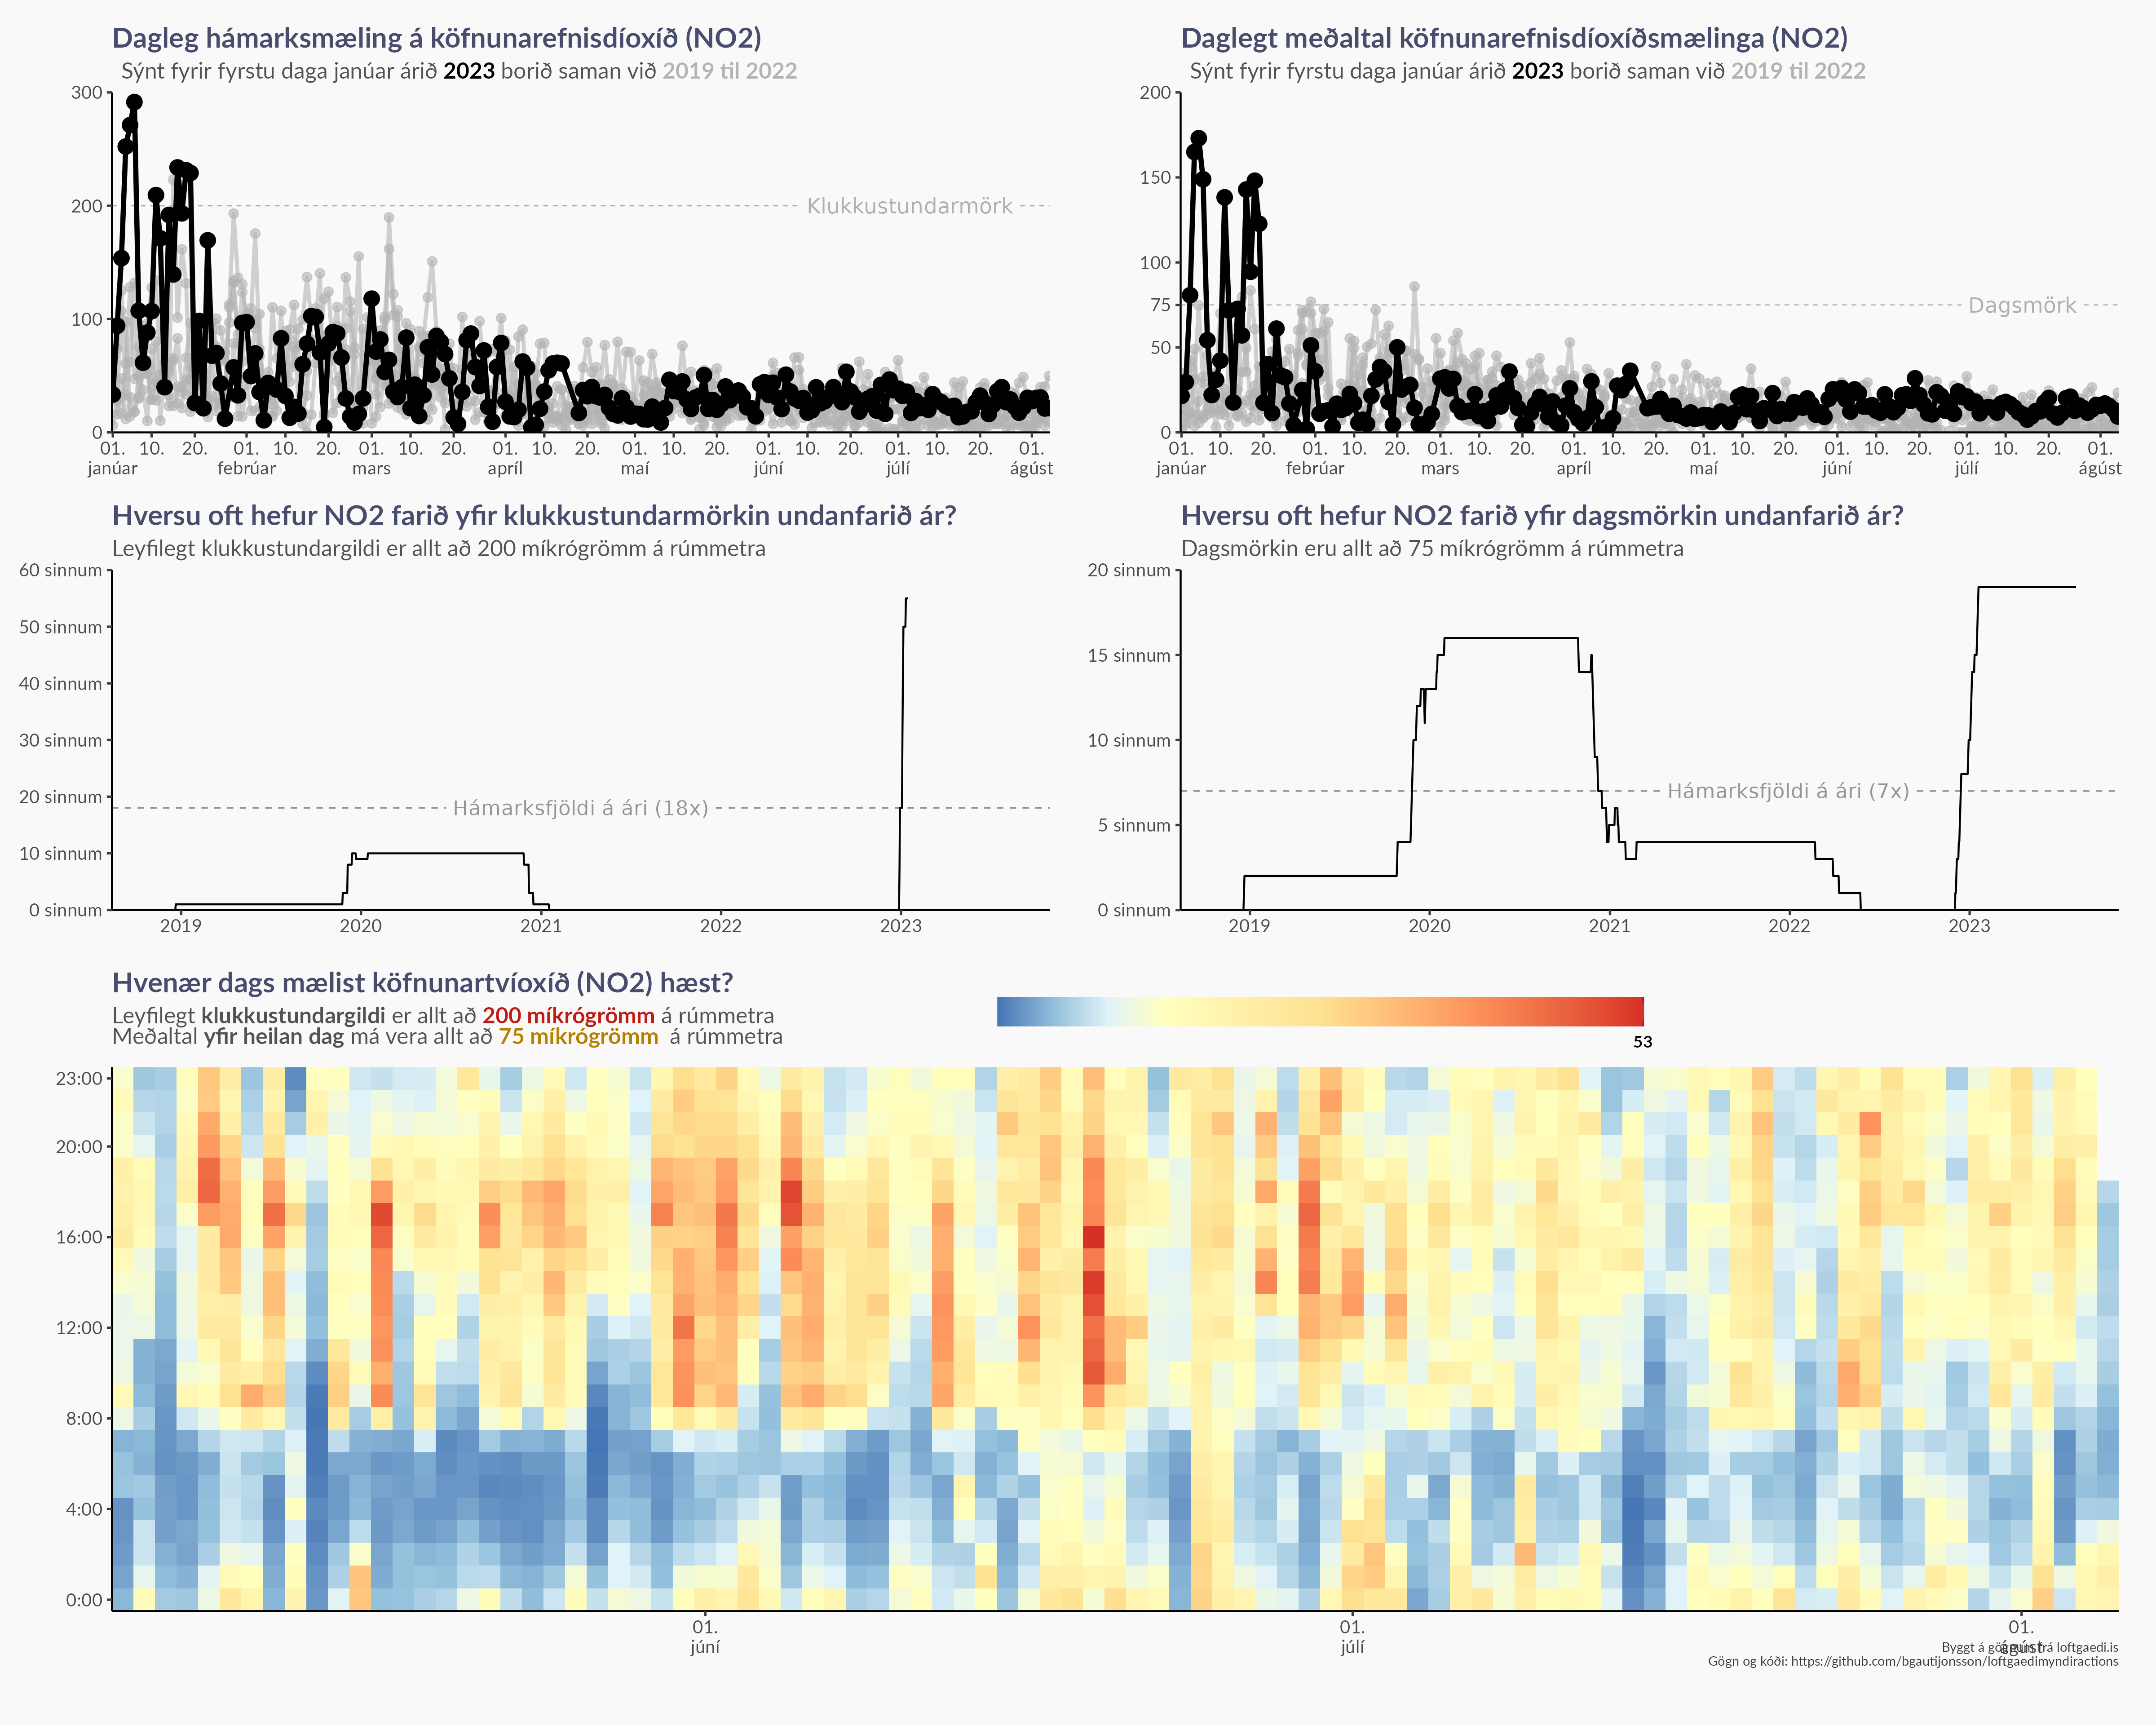 Dagleg hámarksmæling á köfnunarefnisdíoxíð (NO2)
Sýnt fyrir fyrstu daga janúar árið 2023 borið saman við 2019 til 2022
300
200
100
0
Klukkustundarmörk
01. 10. 20. 01. 10. 20. 01. 10. 20. 01. 10. 20. 01. 10. 20. 01. 10. 20. 01. 10. 20. 01.
janúar febrúar mars apríl maí júní júlí ágúst
Daglegt meðaltal köfnunarefnisdíoxíðsmælinga (NO2)
Sýnt fyrir fyrstu daga janúar árið 2023 borið saman við 2019 til 2022
200
150
100
75
50
0
Dagsmörk
01. 10. 20. 01. 10. 20. 01. 10. 20. 01. 10. 20. 01. 10. 20. 01. 10. 20. 01. 10. 20. 01.
janúar febrúar mars apríl maí júní júlí ágúst
Hversu oft hefur NO2 farið yfir klukkustundarmörkin undanfarið ár?
Leyfilegt klukkustundargildi er allt að 200 míkrógrömm á rúmmetra
60 sinnum
50 sinnum
40 sinnum
30 sinnum
20 sinnum
10 sinnum
0 sinnum
Hámarksfjöldi á ári (18x)
2019 2020 2021 2022 2023
Hversu oft hefur NO2 farið yfir dagsmörkin undanfarið ár?
Dagsmörkin eru allt að 75 míkrógrömm á rúmmetra
20 sinnum
15 sinnum
10 sinnum
5 sinnum
0 sinnum
Hámarksfjöldi á ári (7x)
2019 2020 2021 2022 2023
Hvenær dags mælist köfnunartvíoxíð (NO2) hæst?
Leyfilegt klukkustundargildi er allt að 200 míkrógrömm á rúmmetra
Meðaltal yfir heilan dag má vera allt að 75 míkrógrömm á rúmmetra
53
23:00
20:00
16:00
12:00
8:00
4:00
0:00
01. 01. 01.
júní júlí ágúst
Byggt á gögnum frá loftgaedi.is
Gögn og kóði: https://github.com/bgautijonsson/loftgaedimyndiractions